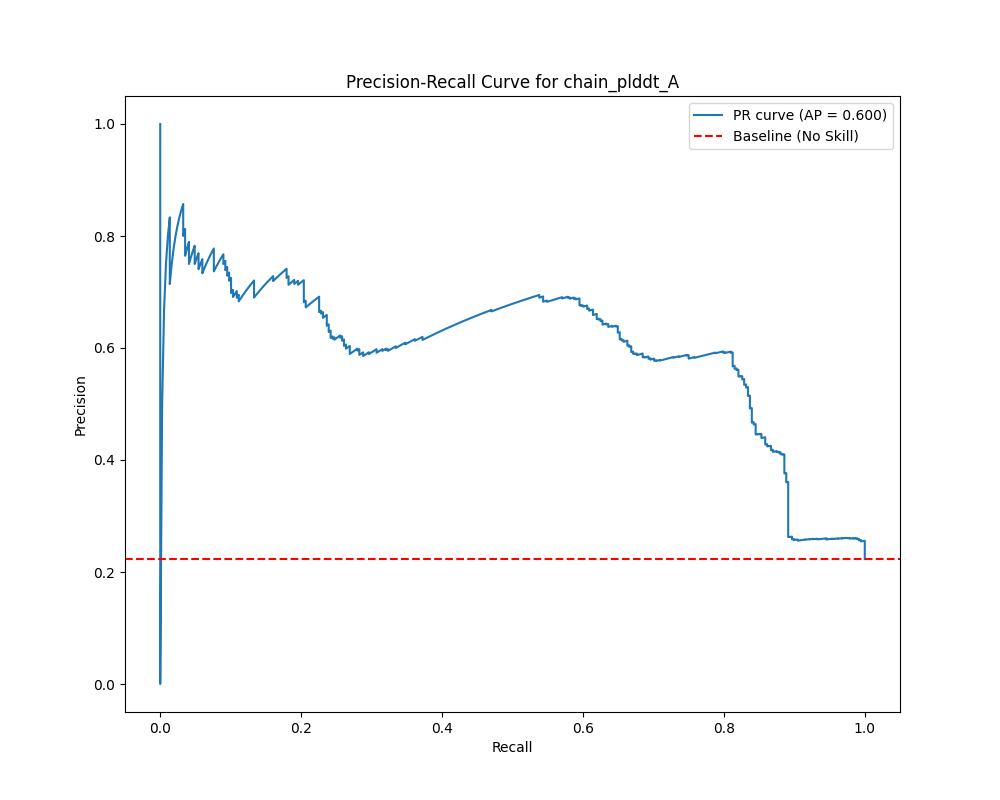 Precision-Recall Curve for chain_plddt_A
PR curve (AP = 0.600)
Baseline (No Skill)
Precision
1.0
0.8
0.6
0.4
0.2
0.0
0.0 0.2 0.4 0.6 0.8 1.0
Recall